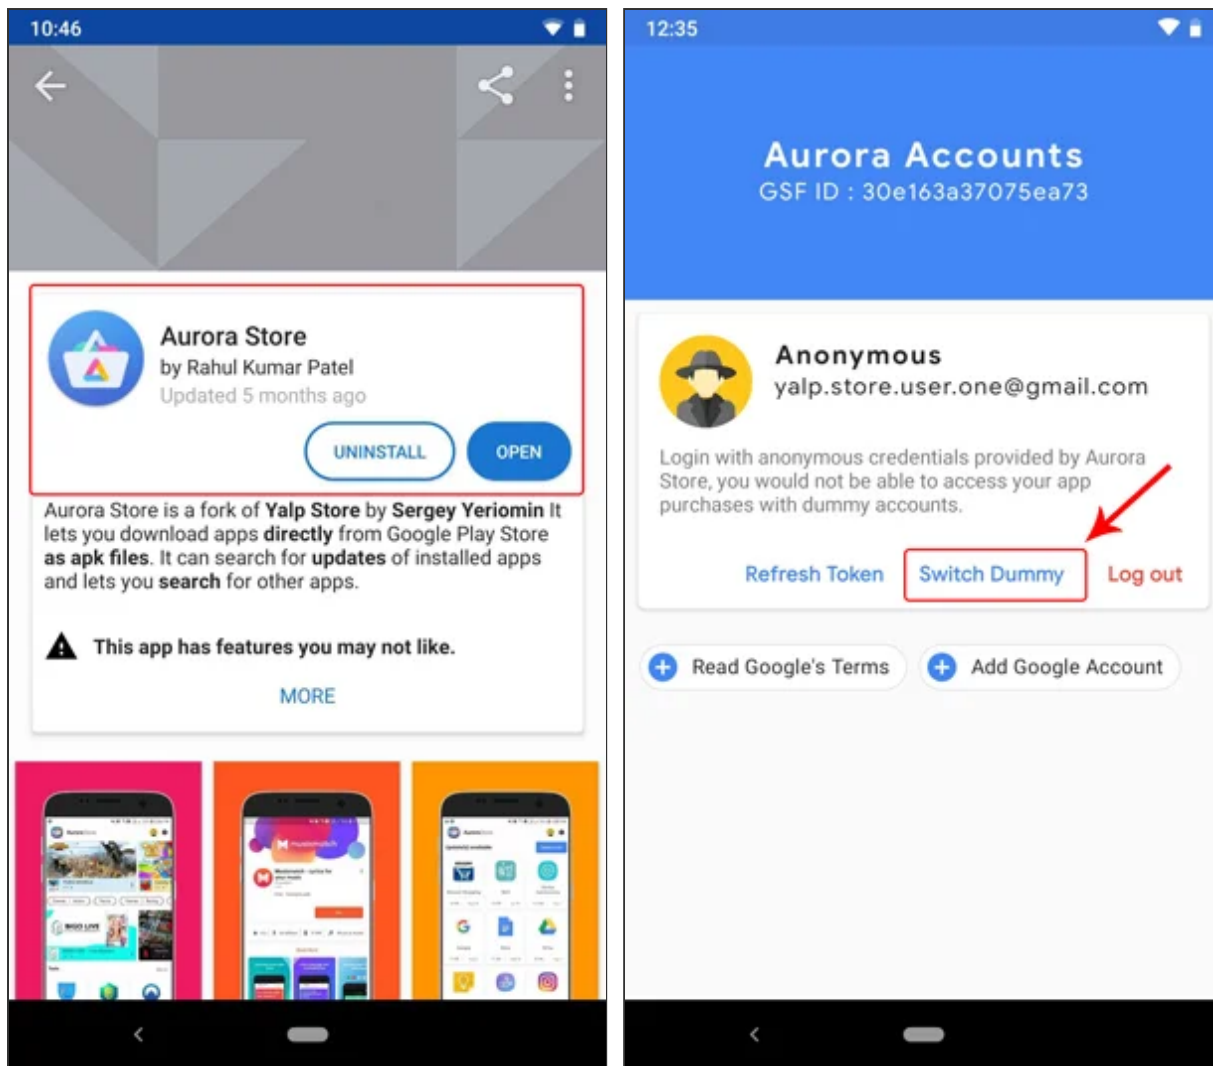 10:46
Aurora Store
by Rahul Kumar Patel
Updated 5 months ago
UNINSTALL
OPEN
Aurora Store is a fork of Yalp Store by Sergey Yeriomin It
lets you download apps directly from Google Play Store
as apk files. It can search for updates of installed apps
and lets you search for other apps.
This app has features you may not like.
MORE
BIGO LIVE
musixmatch
12:35
Aurora Accounts
GSF ID : 30e163a37075ea73
Anonymous
yalp.store.user.one@gmail.com
Login with anonymous credentials provided by Aurora
Store, you would not be able to access your app
purchases with dummy accounts.
Refresh Token
Switch Dummy
Log out
Read Google's Terms
Add Google Account